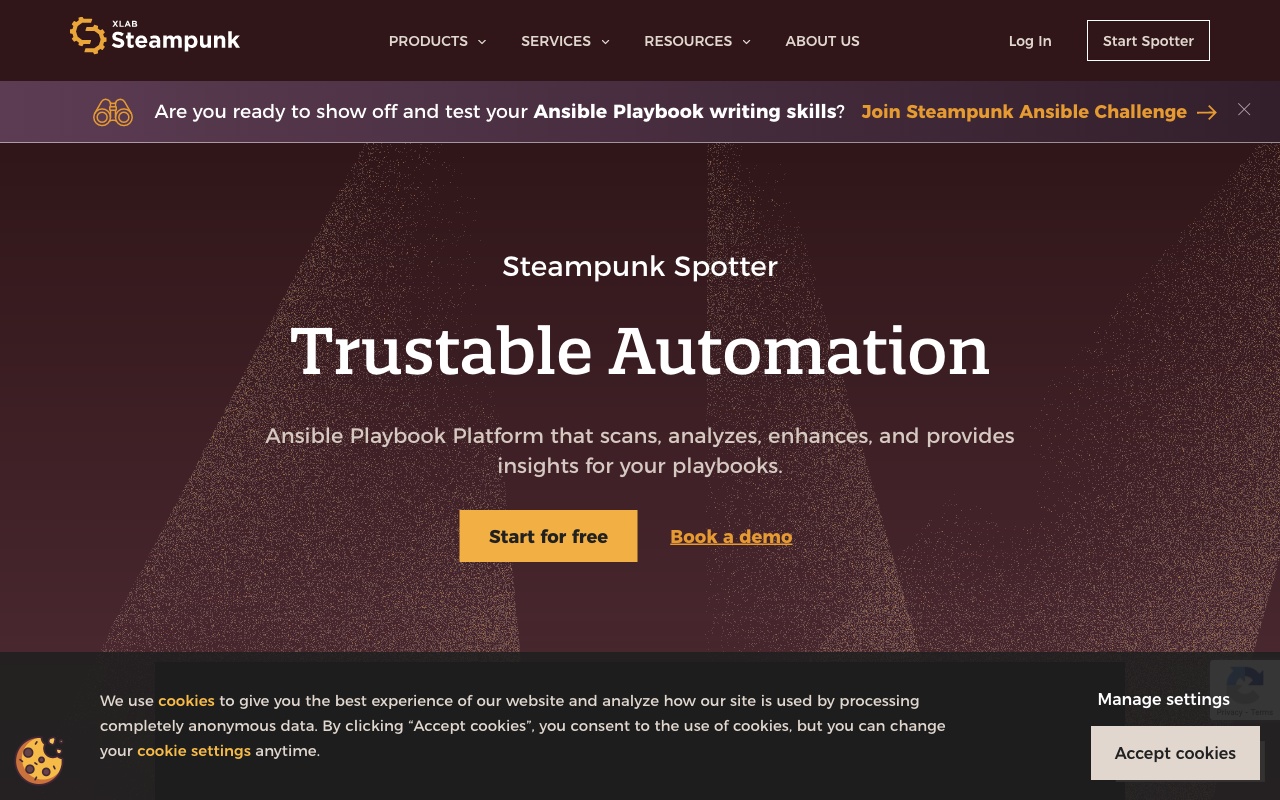 XLAB
Steampunk
PRODUCTS
SERVICES
RESOURCES
ABOUT US
Log In
Start Spotter
Are you ready to show off and test your Ansible Playbook writing skills? Join Steampunk Ansible Challenge
Steampunk Spotter
Trustable Automation
Ansible Playbook Platform that scans, analyzes, enhances, and provides
insights for your playbooks.
Start for free
Book a demo
We use cookies to give you the best experience of our website and analyze how our site is used by processing
completely anonymous data. By clicking “Accept cookies”, you consent to the use of cookies, but you can change
your cookie settings anytime.
Manage settings
Privacy - Terms
Accept cookies